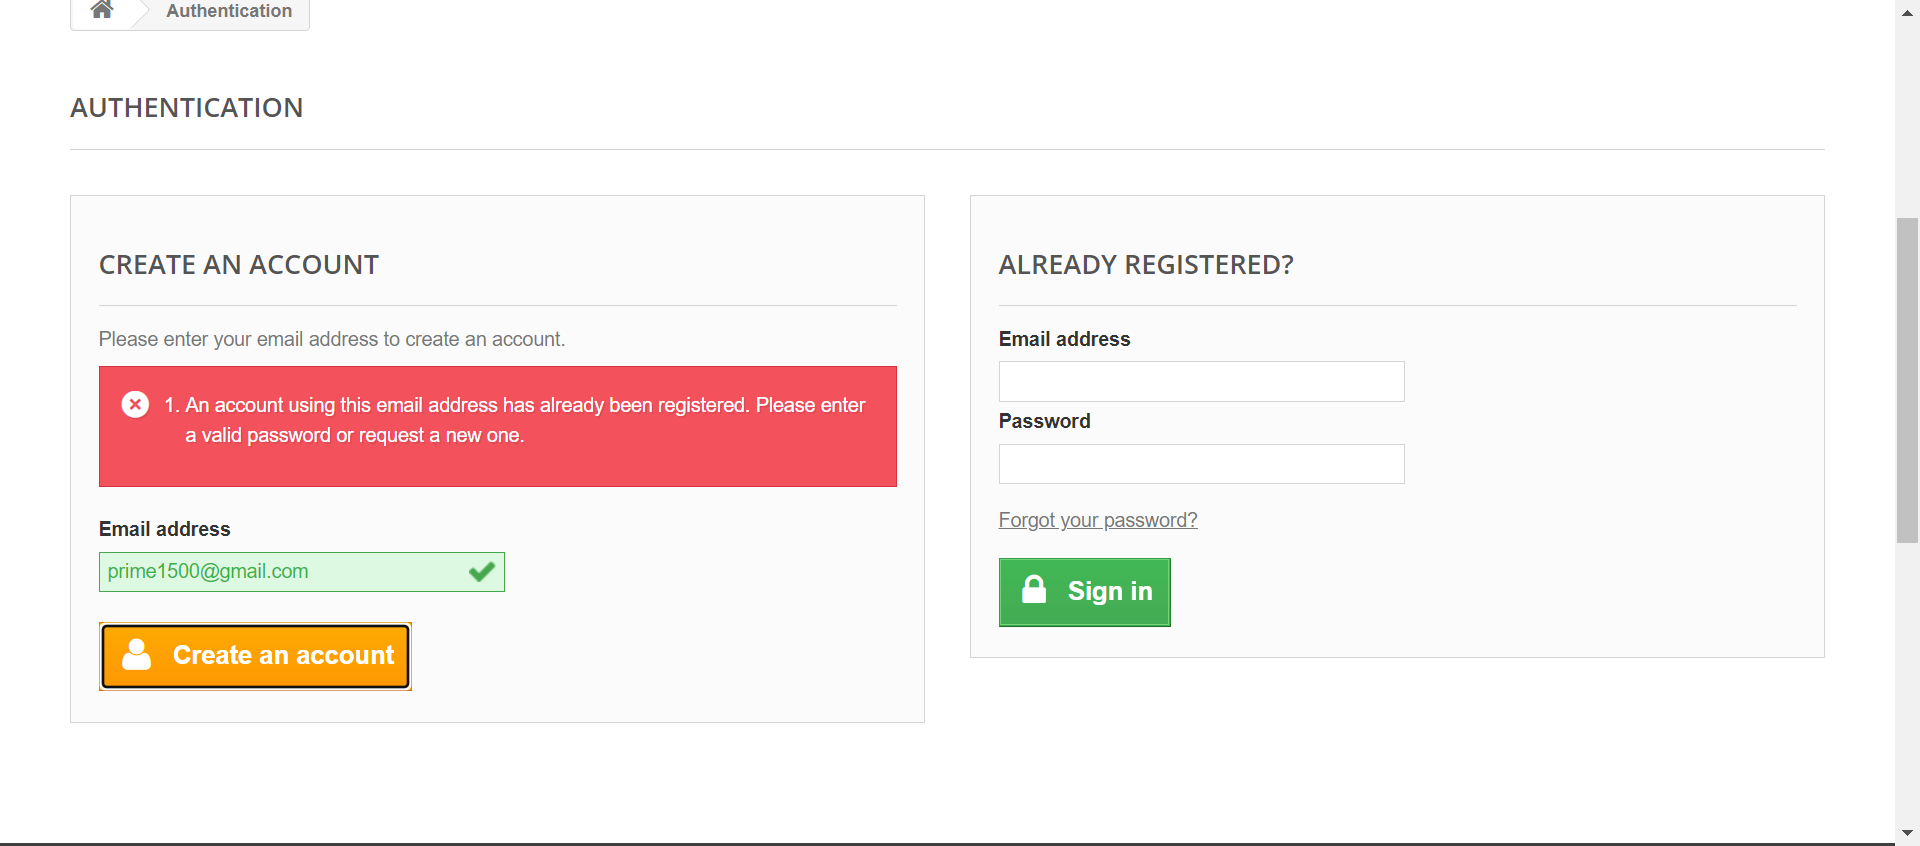 Authentication
AUTHENTICATION
CREATE AN ACCOUNT
Please enter your email address to create an account.
1. An account using this email address has already been registered. Please enter
a valid password or request a new one.
Email address
prime1500@gmail.com
Create an account
ALREADY REGISTERED?
Email address
Password
Forgot your password?
Sign in